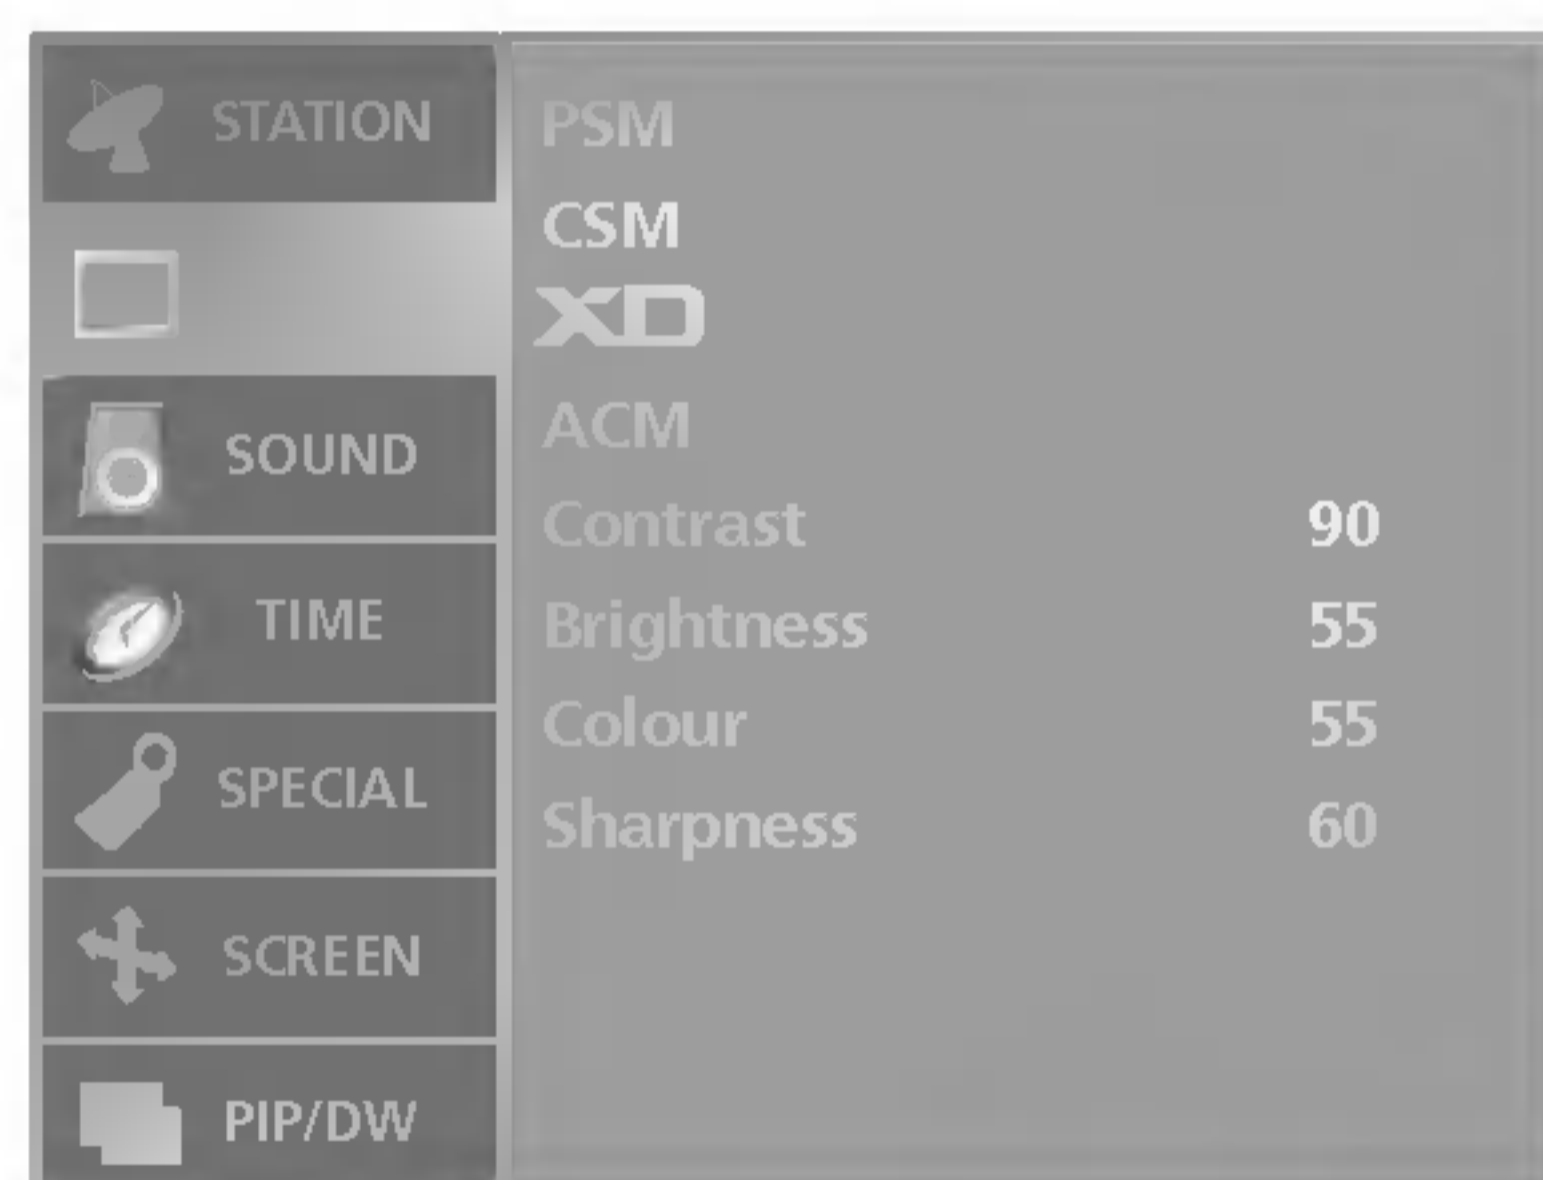 STATION
SOUND
TIME
SPECIAL
SCREEN
PIP/DW
PSM
CSM
XD
ACM
Contrast 90
Brightness 55
Colour 55
Sharpness 60